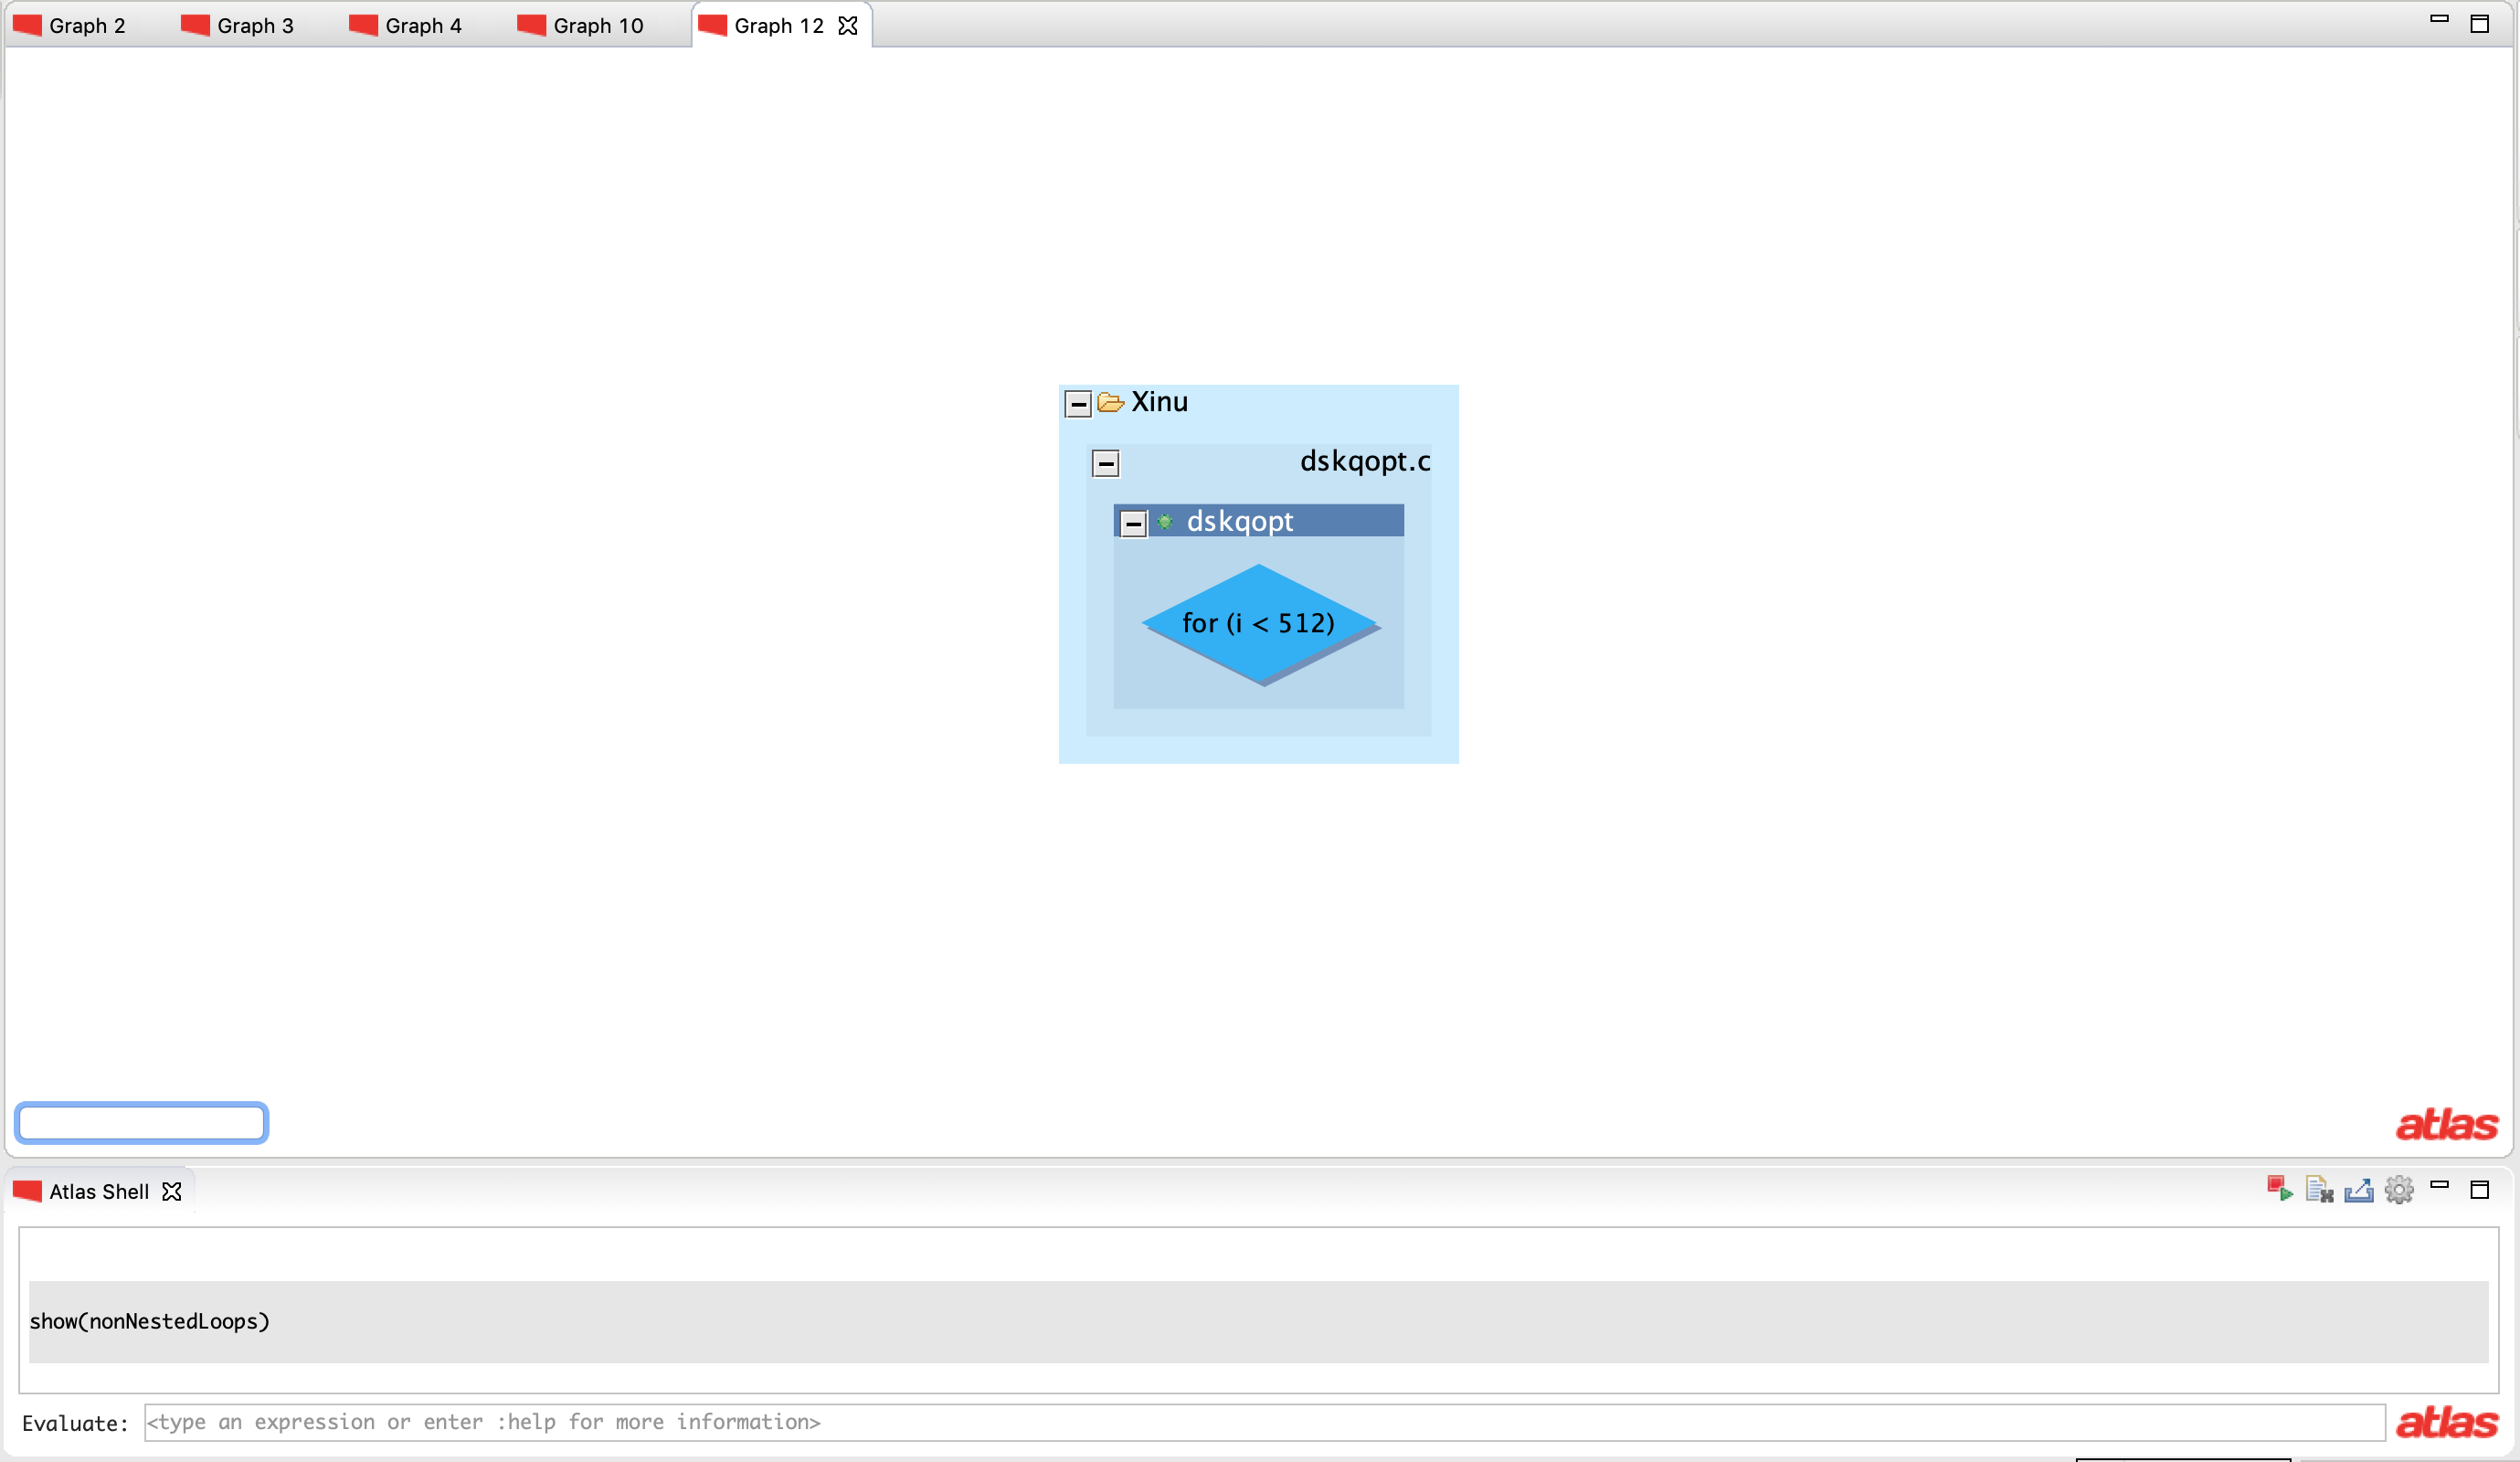 Graph 2 Graph 3 Graph 4 Graph 10 Graph 12
Xinu
dskqopt.c
dskqopt
for (i < 512)
atlas
Atlas Shell
show(nonNestedLoops)
Evaluate: <type an expression or enter :help for more information>
atlas